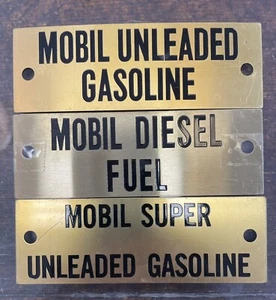 MOBIL UNLEADED
GASOLINE
MOBIL DIESEL
FUEL
MOBIL SUPER
UNLEADED GASOLINE